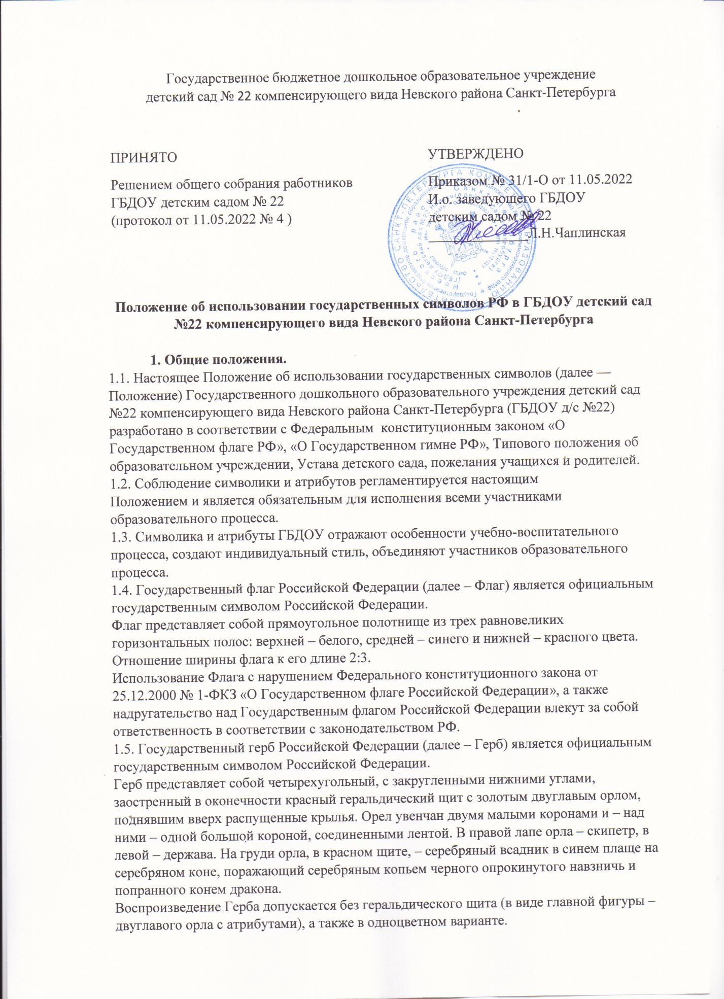 Государственное бюджетное дошкольное образовательное учреждение
детский сад № 22 компенсирующего вида Невского района Санкт-Петербурга
ПРИНЯТО
Решением общего собрания работников
ГБДОУ детским садом № 22
(протокол от 11.05.2022 № 4 )
УТВЕРЖДЕНО
Приказом № 31/1-О от 11.05.2022
И.о. заведующего ГБДОУ
детским садом № 22
Л.Н.Чаплинская
Положение об использовании государственных символов РФ в ГБДОУ детский сад
№22 компенсирующего вида Невского района Санкт-Петербурга
1. Общие положения.
1.1. Настоящее Положение об использовании государственных символов (далее —
Положение) Государственного дошкольного образовательного учреждения детский сад
№22 компенсирующего вида Невского района Санкт-Петербурга (ГБДОУ д/с №22)
разработано в соответствии с Федеральным конституционным законом «О
Государственном флаге РФ», «О Государственном гимне РФ», Типового положения об
образовательном учреждении, Устава детского сада, пожелания учащихся и родителей.
1.2. Соблюдение символики и атрибутов регламентируется настоящим
Положением и является обязательным для исполнения всеми участниками
образовательного процесса.
1.3. Символика и атрибуты ГБДОУ отражают особенности учебно-воспитательного
процесса, создают индивидуальный стиль, объединяют участников образовательного
процесса.
1.4. Государственный флаг Российской Федерации (далее – Флаг) является официальным
государственным символом Российской Федерации.
Флаг представляет собой прямоугольное полотнище из трех равновеликих
горизонтальных полос: верхней – белого, средней – синего и нижней – красного цвета.
Отношение ширины флага к его длине 2:3.
Использование Флага с нарушением Федерального конституционного закона от
25.12.2000 № 1-ФКЗ «О Государственном флаге Российской Федерации», а также
надругательство над Государственным флагом Российской Федерации влекут за собой
ответственность в соответствии с законодательством РФ.
1.5. Государственный герб Российской Федерации (далее – Герб) является официальным
государственным символом Российской Федерации.
Герб представляет собой четырехугольный, с закругленными нижними углами,
заостренный в оконечности красный геральдический щит с золотым двуглавым орлом,
поднявшим вверх распущенные крылья. Орел увенчан двумя малыми коронами и – над
ними – одной большой короной, соединенными лентой. В правой лапе орла – скипетр, в
левой – держава. На груди орла, в красном щите, – серебряный всадник в синем плаще на
серебряном коне, поражающий серебряным копьем черного опрокинутого навзничь и
попранного конем дракона.
Воспроизведение Герба допускается без геральдического щита (в виде главной фигуры –
двуглавого орла с атрибутами), а также в одноцветном варианте.